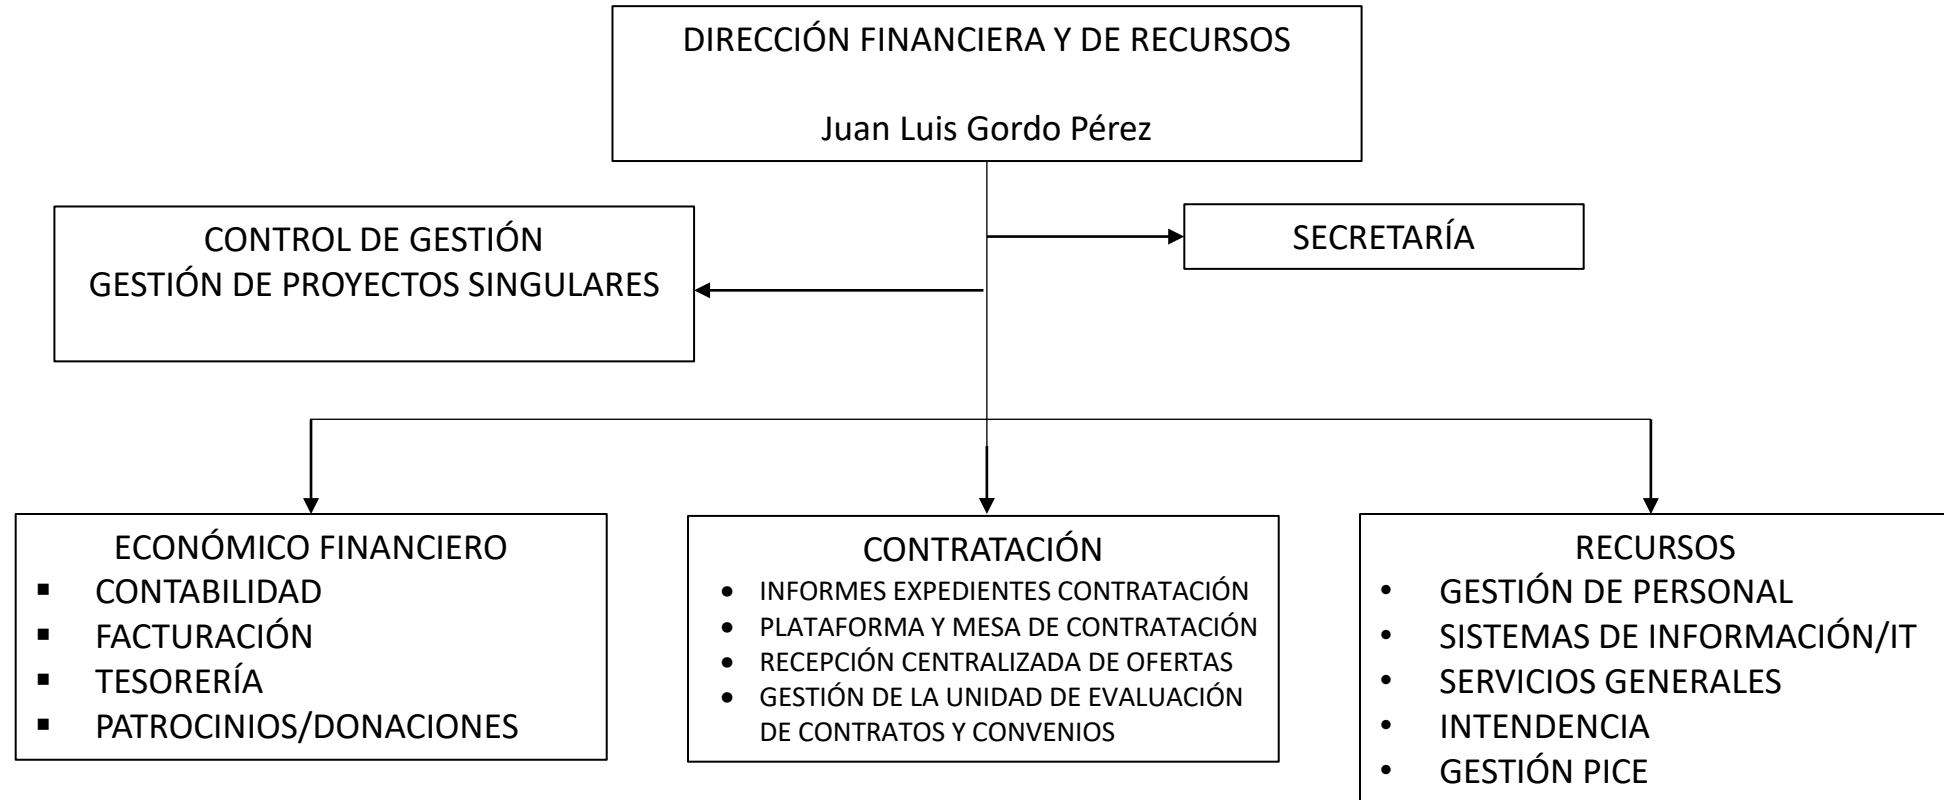 DIRECCIÓN FINANCIERA Y DE RECURSOS
Juan Luis Gordo Pérez
CONTROL DE GESTIÓN
GESTIÓN DE PROYECTOS SINGULARES
SECRETARÍA
ECONÓMICO FINANCIERO
▪ CONTABILIDAD
▪ FACTURACIÓN
▪ TESORERÍA
▪ PATROCINIOS/DONACIONES
CONTRATACIÓN
• INFORMES EXPEDIENTES CONTRATACIÓN
• PLATAFORMA Y MESA DE CONTRATACIÓN
• RECEPCIÓN CENTRALIZADA DE OFERTAS
• GESTIÓN DE LA UNIDAD DE EVALUACIÓN
DE CONTRATOS Y CONVENIOS
RECURSOS
• GESTIÓN DE PERSONAL
• SISTEMAS DE INFORMACIÓN/IT
• SERVICIOS GENERALES
• INTENDENCIA
• GESTIÓN PICE